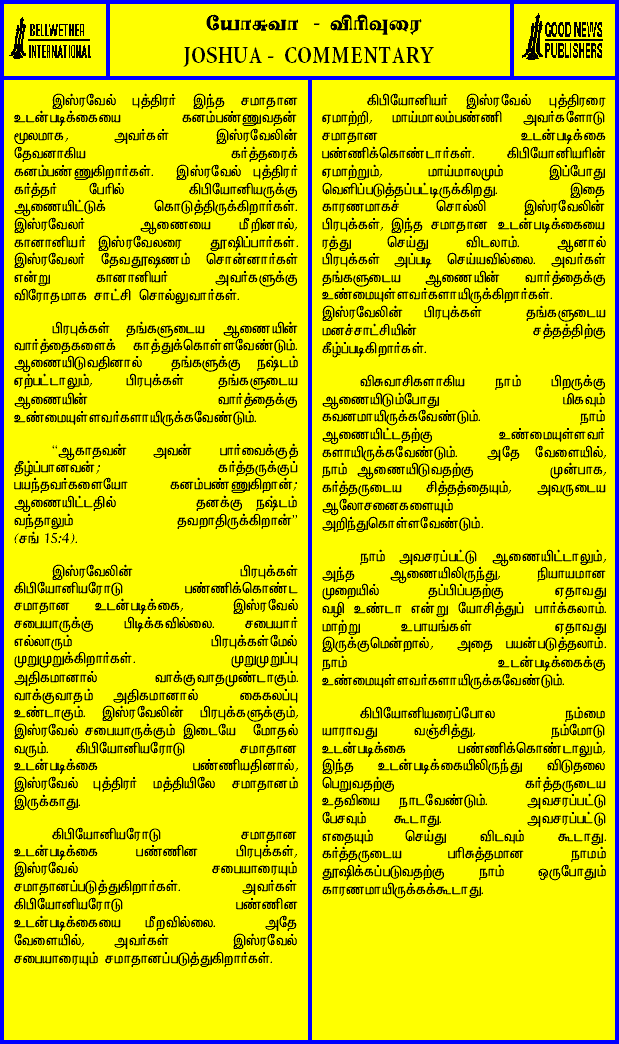 BELLWETHER
INTERNATIONAL
யோசுவா - விரிவுரை
JOSHUA - COMMENTARY
GOOD NEWS
PUBLISHERS
இஸ்ரவேல் புத்திரர் இந்த சமாதான
உடன்படிக்கையை கனம்பண்ணுவதன்
மூலமாக, அவர்கள் இஸ்ரவேலின்
தேவனாகிய கர்த்தரைக்
கனம்பண்ணுகிறார்கள். இஸ்ரவேல் புத்திரர்
கர்த்தர் பேரில் கிபியோனியருக்கு
ஆணையிட்டுக் கொடுத்திருக்கிறார்கள்.
இஸ்ரவேலர் ஆணையை மீறினால்,
கானானியர் இஸ்ரவேலரை தூஷிப்பார்கள்.
இஸ்ரவேலர் தேவதூஷணம் சொன்னார்கள்
என்று கானானியர் அவர்களுக்கு
விரோதமாக சாட்சி சொல்லுவார்கள்.
பிரபுக்கள் தங்களுடைய ஆணையின்
வார்த்தைகளைக் காத்துக்கொள்ளவேண்டும்.
ஆணையிடுவதினால் தங்களுக்கு நஷ்டம்
ஏற்பட்டாலும், பிரபுக்கள் தங்களுடைய
ஆணையின் வார்த்தைக்கு
உண்மையுள்ளவர்களாயிருக்கவேண்டும்.
"ஆகாதவன் அவன் பார்வைக்குத்
தீழ்ப்பானவன்; கர்த்தருக்குப்
பயந்தவர்களையோ கனம்பண்ணுகிறான்;
ஆணையிட்டதில் தனக்கு நஷ்டம்
வந்தாலும் தவறாதிருக்கிறான்"
(சங் 15:4).
இஸ்ரவேலின் பிரபுக்கள்
கிபியோனியரோடு பண்ணிக்கொண்ட
சமாதான உடன்படிக்கை, இஸ்ரவேல்
சபையாருக்கு பிடிக்கவில்லை. சபையார்
எல்லாரும் பிரபுக்கள்மேல்
முறுமுறுக்கிறார்கள். முறுமுறுப்பு
அதிகமானால் வாக்குவாதமுண்டாகும்.
வாக்குவாதம் அதிகமானால் கைகலப்பு
உண்டாகும். இஸ்ரவேலின் பிரபுக்களுக்கும்,
இஸ்ரவேல் சபையாருக்கும் இடையே மோதல்
வரும். கிபியோனியரோடு சமாதான
உடன்படிக்கை பண்ணியதினால்,
இஸ்ரவேல் புத்திரர் மத்தியிலே சமாதானம்
இருக்காது.
கிபியோனியரோடு சமாதான
உடன்படிக்கை பண்ணின பிரபுக்கள்,
இஸ்ரவேல் சபையாரையும்
சமாதானப்படுத்துகிறார்கள். அவர்கள்
கிபியோனியரோடு பண்ணின
உடன்படிக்கையை மீறவில்லை. அதே
வேளையில், அவர்கள் இஸ்ரவேல்
சபையாரையும் சமாதானப்படுத்துகிறார்கள்.
கிபியோனியர் இஸ்ரவேல் புத்திரரை
ஏமாற்றி, மாய்மாலம்பண்ணி அவர்களோடு
சமாதான உடன்படிக்கை
பண்ணிக்கொண்டார்கள். கிபியோனியரின்
ஏமாற்றும், மாய்மாலமும் இப்போது
வெளிப்படுத்தப்பட்டிருக்கிறது. இதை
காரணமாகச் சொல்லி இஸ்ரவேலின்
பிரபுக்கள், இந்த சமாதான உடன்படிக்கையை
ரத்து செய்து விடலாம். ஆனால்
பிரபுக்கள் அப்படி செய்யவில்லை. அவர்கள்
தங்களுடைய ஆணையின் வார்த்தைக்கு
உண்மையுள்ளவர்களாயிருக்கிறார்கள்.
இஸ்ரவேலின் பிரபுக்கள் தங்களுடைய
மனச்சாட்சியின் சத்தத்திற்கு
கீழ்ப்படிகிறார்கள்.
விசுவாசிகளாகிய நாம் பிறருக்கு
ஆணையிடும்போது மிகவும்
கவனமாயிருக்கவேண்டும். நாம்
ஆணையிட்டதற்கு உண்மையுள்ளவர்
களாயிருக்கவேண்டும். அதே வேளையில்,
நாம் ஆணையிடுவதற்கு முன்பாக,
கர்த்தருடைய சித்தத்தையும், அவருடைய
ஆலோசனைகளையும்
அறிந்துகொள்ளவேண்டும்.
நாம் அவசரப்பட்டு ஆணையிட்டாலும்,
அந்த ஆணையிலிருந்து, நியாயமான
முறையில் தப்பிப்பதற்கு ஏதாவது
வழி உண்டா என்று யோசித்துப் பார்க்கலாம்.
மாற்று உபாயங்கள் ஏதாவது
இருக்குமென்றால், அதை பயன்படுத்தலாம்.
நாம் உடன்படிக்கைக்கு
உண்மையுள்ளவர்களாயிருக்கவேண்டும்.
கிபியோனியரைப்போல நம்மை
யாராவது வஞ்சித்து, நம்மோடு
உடன்படிக்கை பண்ணிக்கொண்டாலும்,
இந்த உடன்படிக்கையிலிருந்து விடுதலை
பெறுவதற்கு கர்த்தருடைய
உதவியை நாடவேண்டும். அவசரப்பட்டு
பேசவும் கூடாது. அவசரப்பட்டு
எதையும் செய்து விடவும் கூடாது.
கர்த்தருடைய பரிசுத்தமான நாமம்
தூஷிக்கப்படுவதற்கு நாம் ஒருபோதும்
காரணமாயிருக்கக்கூடாது.